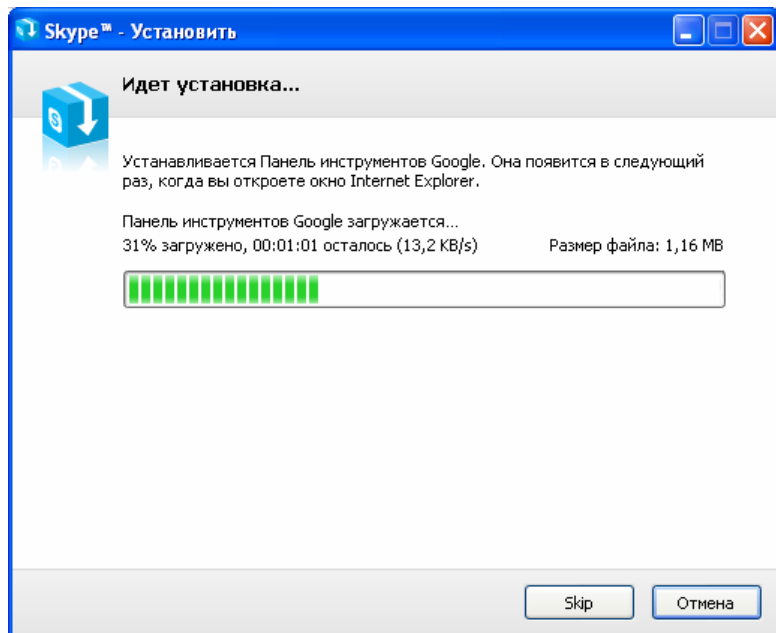 Skype™ - Установить
Идет установка...
Устанавливается Панель инструментов Google. Она появится в следующий
раз, когда вы откроете окно Internet Explorer.
Панель инструментов Google загружается...
31% загружено, 00:01:01 осталось (13,2 KB/s) Размер файла: 1,16 MB
Skip Отмена